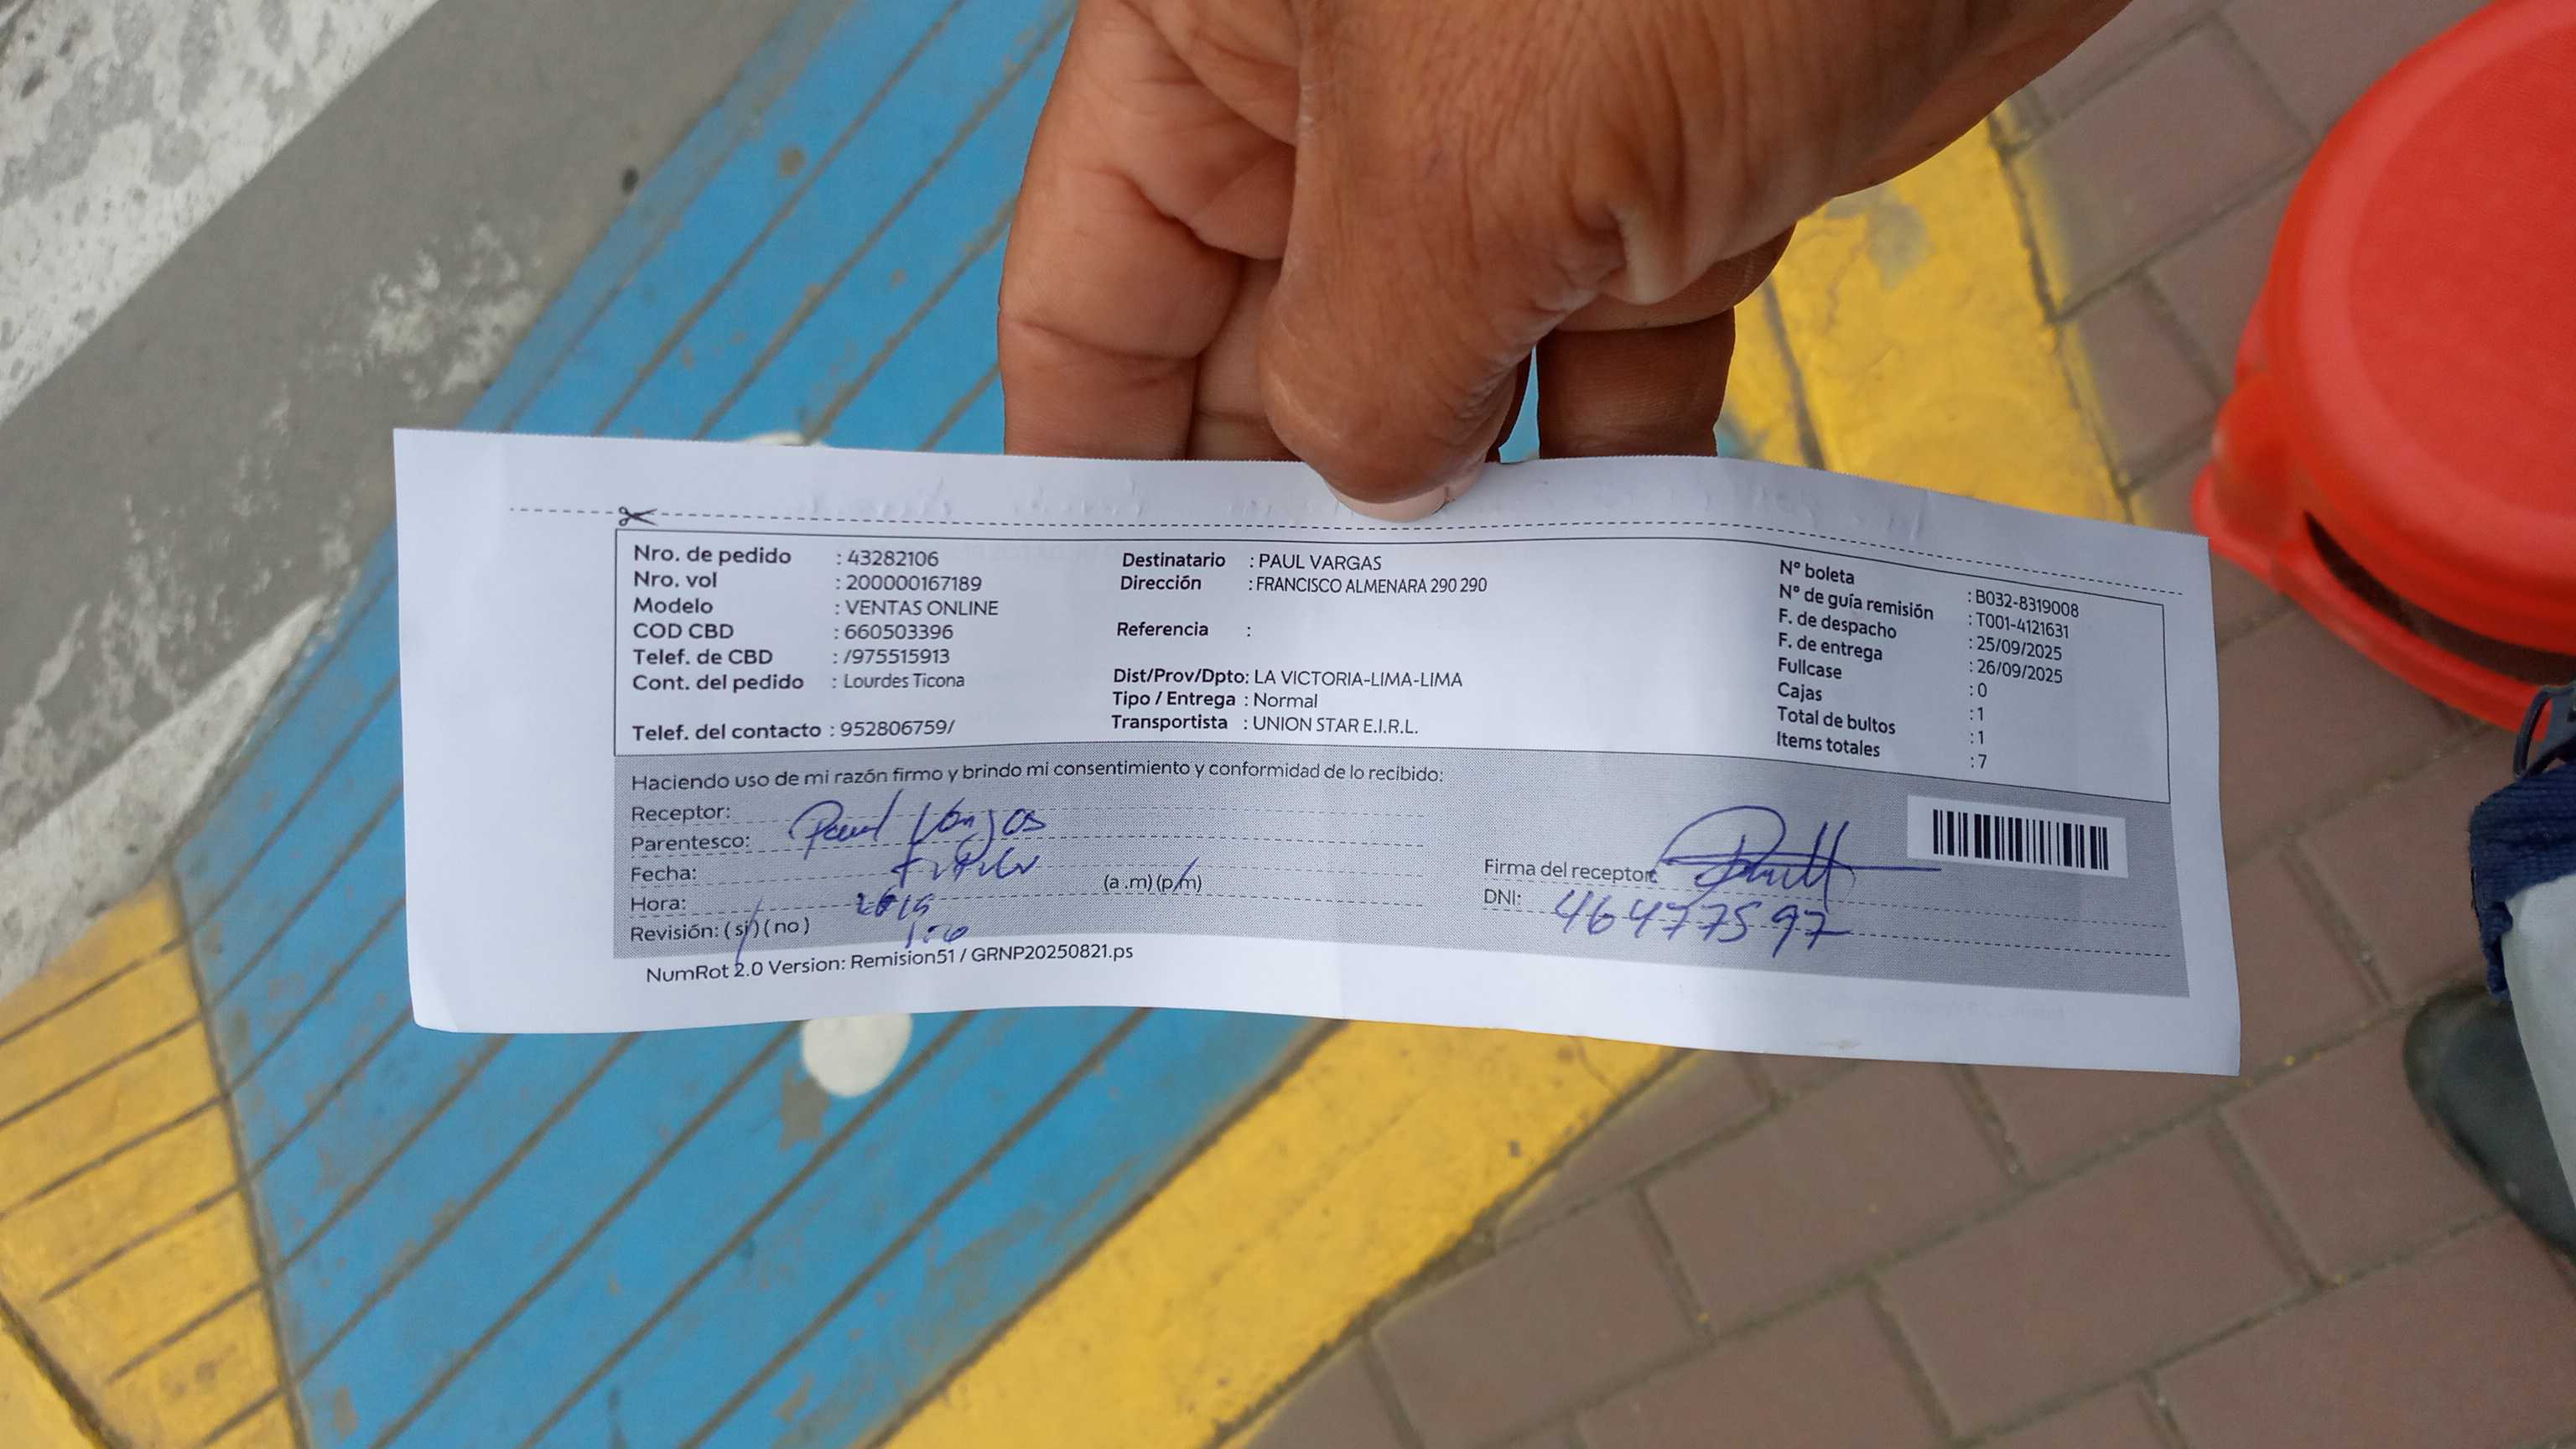 Nro. de pedido : 43282106
Nro. vol : 200000167189
Modelo : VENTAS ONLINE
COD CBD : 660503396
Telef. de CBD : /975515913
Cont. del pedido : Lourdes Ticona
Telef. del contacto : 952806759/
Destinatario : PAUL VARGAS
Dirección : FRANCISCO ALMENARA 290 290
Referencia :
Dist/Prov/Dpto: LA VICTORIA-LIMA-LIMA
Tipo / Entrega : Normal
Transportista : UNION STAR E.I.R.L.
N° boleta : B032-8319008
N° de guía remisión : T001-4121631
F. de despacho : 25/09/2025
F. de entrega : 26/09/2025
Fullcase : 0
Cajas : 1
Total de bultos : 1
Items totales : 7
Haciendo uso de mi razón firmo y brindo mi consentimiento y conformidad de lo recibido:
Receptor: Paul Vargas
Parentesco:
Fecha:
Hora: (a .m) (p/m)
Revisión: ( si ) ( no )
Firma del receptor:
DNI: 46477597
NumRot 2.0 Version: Remision51 / GRNP20250821.ps